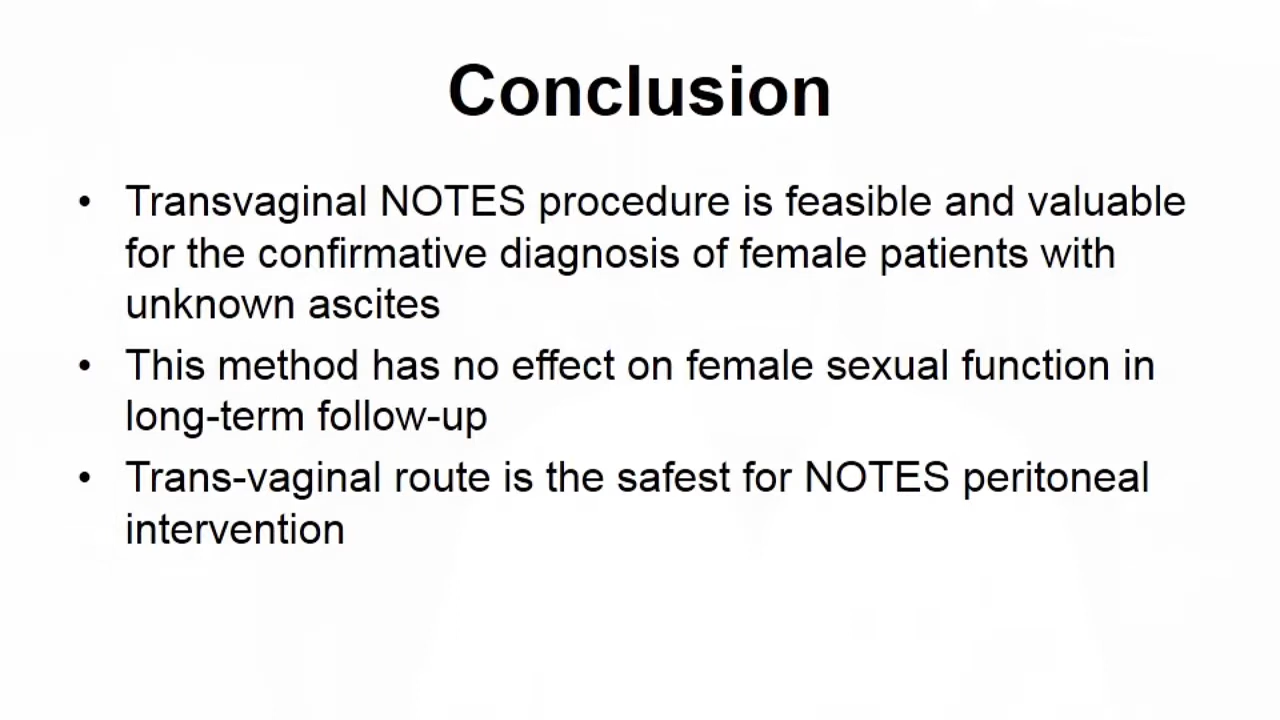 Conclusion
• Transvaginal NOTES procedure is feasible and valuable
for the confirmative diagnosis of female patients with
unknown ascites
• This method has no effect on female sexual function in
long-term follow-up
• Trans-vaginal route is the safest for NOTES peritoneal
intervention